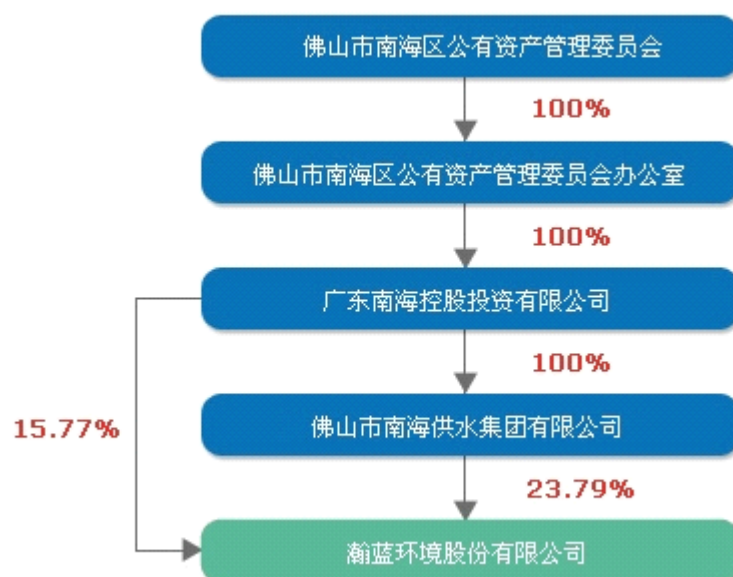 佛山市南海区公有资产管理委员会
100%
佛山市南海区公有资产管理委员会办公室
100%
广东南海控股投资有限公司
100%
15.77%
佛山市南海供水集团有限公司
23.79%
瀚蓝环境股份有限公司